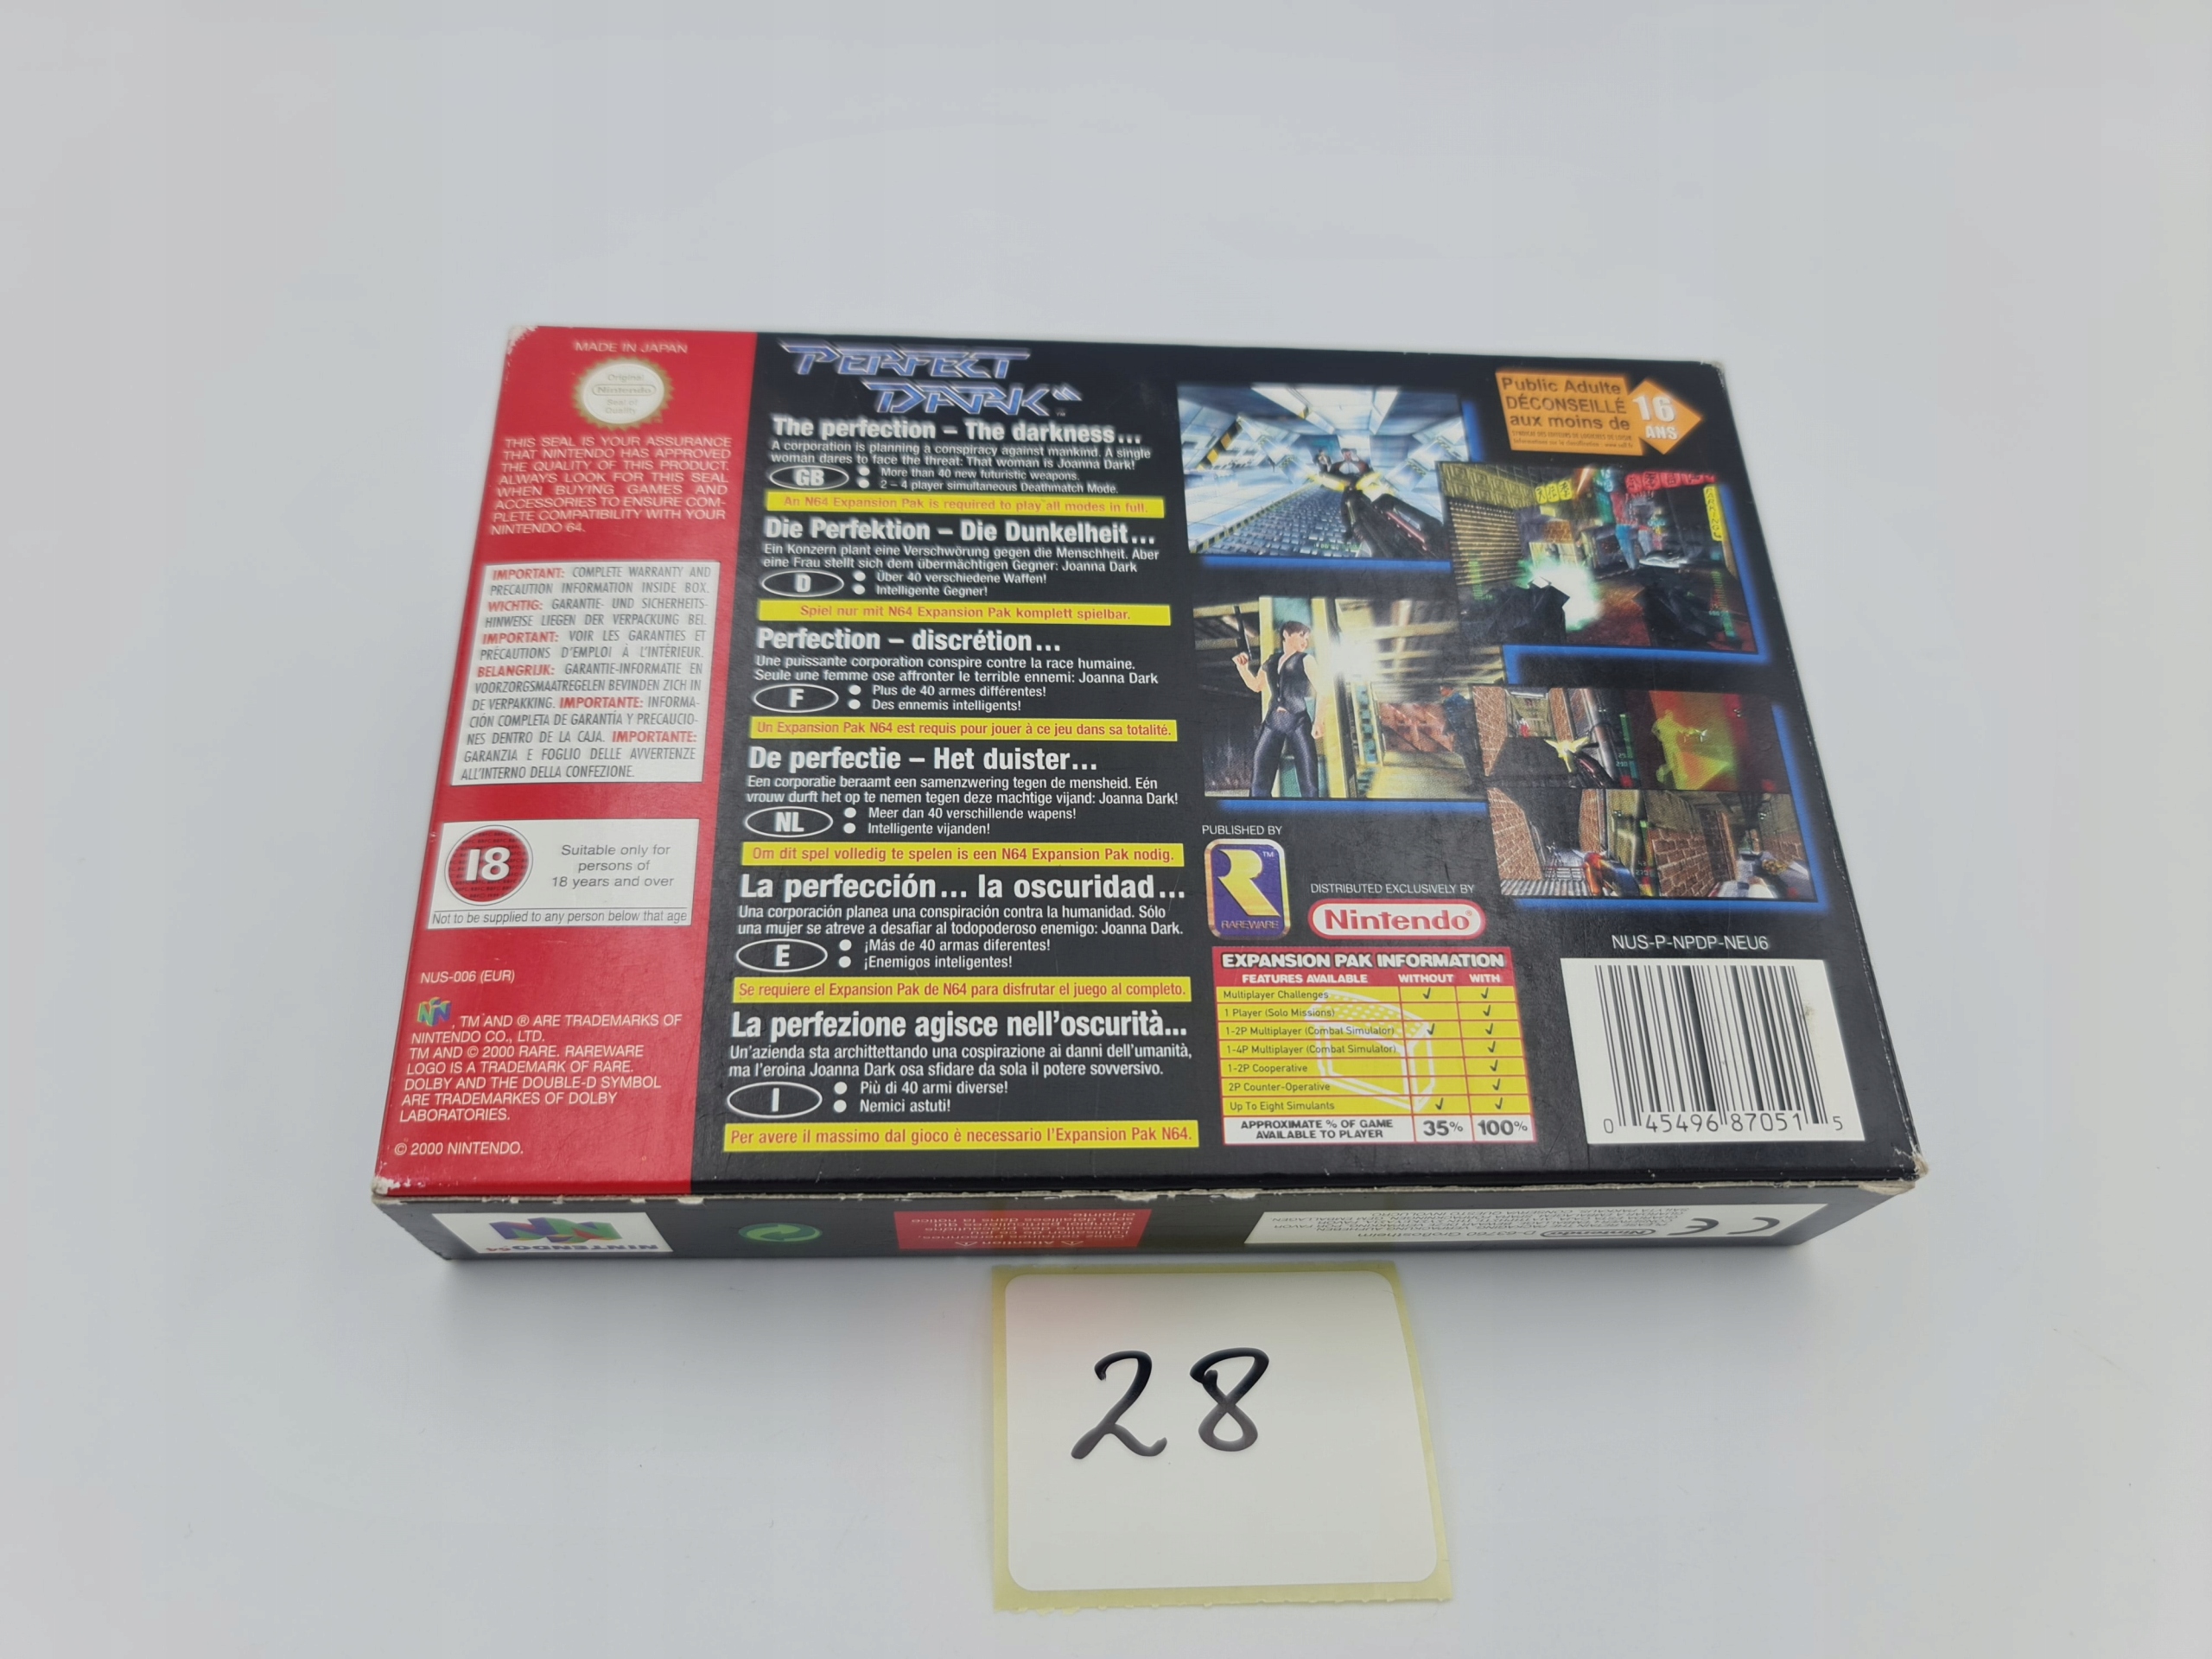 MADE IN JAPAN
Original
Nintendo
Seal of
Quality
THIS SEAL IS YOUR ASSURANCE
THAT NINTENDO HAS APPROVED
THE QUALITY OF THIS PRODUCT.
ALWAYS LOOK FOR THIS SEAL
WHEN BUYING GAMES AND
ACCESSORIES TO ENSURE COM-
PLETE COMPATIBILITY WITH YOUR
NINTENDO 64.
IMPORTANT: COMPLETE WARRANTY AND
PRECAUTION INFORMATION INSIDE BOX.
WICHTIG: GARANTIE- UND SICHERHEITS-
HINWEISE LIEGEN DER VERPACKUNG BEI.
IMPORTANT: VOIR LES GARANTIES ET
PRÉCAUTIONS D'EMPLOI À L'INTÉRIEUR.
BELANGRIJK: GARANTIE-INFORMATIE EN
VOORZORGSMAATREGELEN BEVINDEN ZICH IN
DE VERPAKKING. IMPORTANTE: INFORMA-
CIÓN COMPLETA DE GARANTIA Y PRECAUCIO-
NES DENTRO DE LA CAJA. IMPORTANTE:
GARANZIA E FOGLIO DELLE AVVERTENZE
ALL'INTERNO DELLA CONFEZIONE.
18
Suitable only for
persons of
18 years and over
Not to be supplied to any person below that age
NUS-006 (EUR)
, TM AND ® ARE TRADEMARKS OF
NINTENDO CO., LTD.
TM AND © 2000 RARE. RAREWARE
LOGO IS A TRADEMARK OF RARE.
DOLBY AND THE DOUBLE-D SYMBOL
ARE TRADEMARKES OF DOLBY
LABORATORIES.
© 2000 NINTENDO.
PERFECT
DARK
The perfection – The darkness...
A corporation is planning a conspiracy against mankind. A single
woman dares to face the threat: That woman is Joanna Dark!
GB
● More than 40 new futuristic weapons.
● 2 – 4 player simultaneous Deathmatch Mode.
An N64 Expansion Pak is required to play all modes in full.
Die Perfektion – Die Dunkelheit...
Ein Konzern plant eine Verschwörung gegen die Menschheit. Aber
eine Frau stellt sich dem übermächtigen Gegner: Joanna Dark
D
● Über 40 verschiedene Waffen!
● Intelligente Gegner!
Spiel nur mit N64 Expansion Pak komplett spielbar.
Perfection – discrétion...
Une puissante corporation conspire contre la race humaine.
Seule une femme ose affronter le terrible ennemi: Joanna Dark
F
● Plus de 40 armes différentes!
● Des ennemis intelligents!
Un Expansion Pak N64 est requis pour jouer à ce jeu dans sa totalité.
De perfectie – Het duister...
Een corporatie beraamt een samenzwering tegen de mensheid. Eén
vrouw durft het op te nemen tegen deze machtige vijand: Joanna Dark!
NL
● Meer dan 40 verschillende wapens!
● Intelligente vijanden!
Om dit spel volledig te spelen is een N64 Expansion Pak nodig.
La perfección... la oscuridad...
Una corporación planea una conspiración contra la humanidad. Sólo
una mujer se atreve a desafiar al todopoderoso enemigo: Joanna Dark.
E
● ¡Más de 40 armas diferentes!
● ¡Enemigos inteligentes!
Se requiere el Expansion Pak de N64 para disfrutar el juego al completo.
La perfezione agisce nell'oscurità...
Un'azienda sta archittettando una cospirazione ai danni dell'umanità,
ma l'eroina Joanna Dark osa sfidare da sola il potere sovversivo.
I
● Più di 40 armi diverse!
● Nemici astuti!
Per avere il massimo dal gioco è necessario l'Expansion Pak N64.
Public Adulte
DÉCONSEILLÉ
aux moins de
16
ANS
PUBLISHED BY
RAREWARE
TM
DISTRIBUTED EXCLUSIVELY BY
Nintendo®
EXPANSION PAK INFORMATION
FEATURES AVAILABLE WITHOUT WITH
Multiplayer Challenges ✓ ✓
1 Player (Solo Missions) ✓
1-2P Multiplayer (Combat Simulator) ✓ ✓
1-4P Multiplayer (Combat Simulator) ✓
1-2P Cooperative ✓
2P Counter-Operative ✓
Up To Eight Simulants ✓ ✓
APPROXIMATE % OF GAME
AVAILABLE TO PLAYER 35% 100%
NUS-P-NPDP-NEU6
0 45496 87051 5
NINTENDO64
⚠ Attention ⚠
Chez certaines personnes,
Nintendo D-63760 Großostheim
CE
28